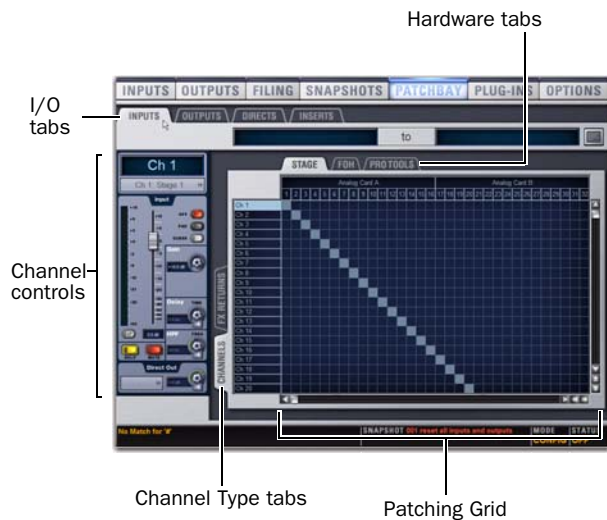 Hardware tabs
INPUTS OUTPUTS FILING SNAPSHOTS PATCHBAY PLUG-INS OPTIONS
I/O
tabs
INPUTS OUTPUTS DIRECTS INSERTS
to
Ch 1
STAGE FOH PRO TOOLS
Ch 1: Stage 1
Analog Card A Analog Card B
Input
1 2 3 4 5 6 7 8 9 10 11 12 13 14 15 16 17 18 19 20 21 22 23 24 25 26 27 28 29 30 31 32
Ch 1
Ch 2
Ch 3
Ch 4
Ch 5
Ch 6
Ch 7
Ch 8
Ch 9
Ch 10
Ch 11
Ch 12
Ch 13
Ch 14
Ch 15
Ch 16
Ch 17
Ch 18
Ch 19
Ch 20
Gain
Delay
HPF
Direct Out
FX RETURNS
CHANNELS
Channel
controls
No Match for '#'
SNAPSHOT 001 reset all inputs and outputs MODE STATUS
CONFIG OFF
Channel Type tabs
Patching Grid